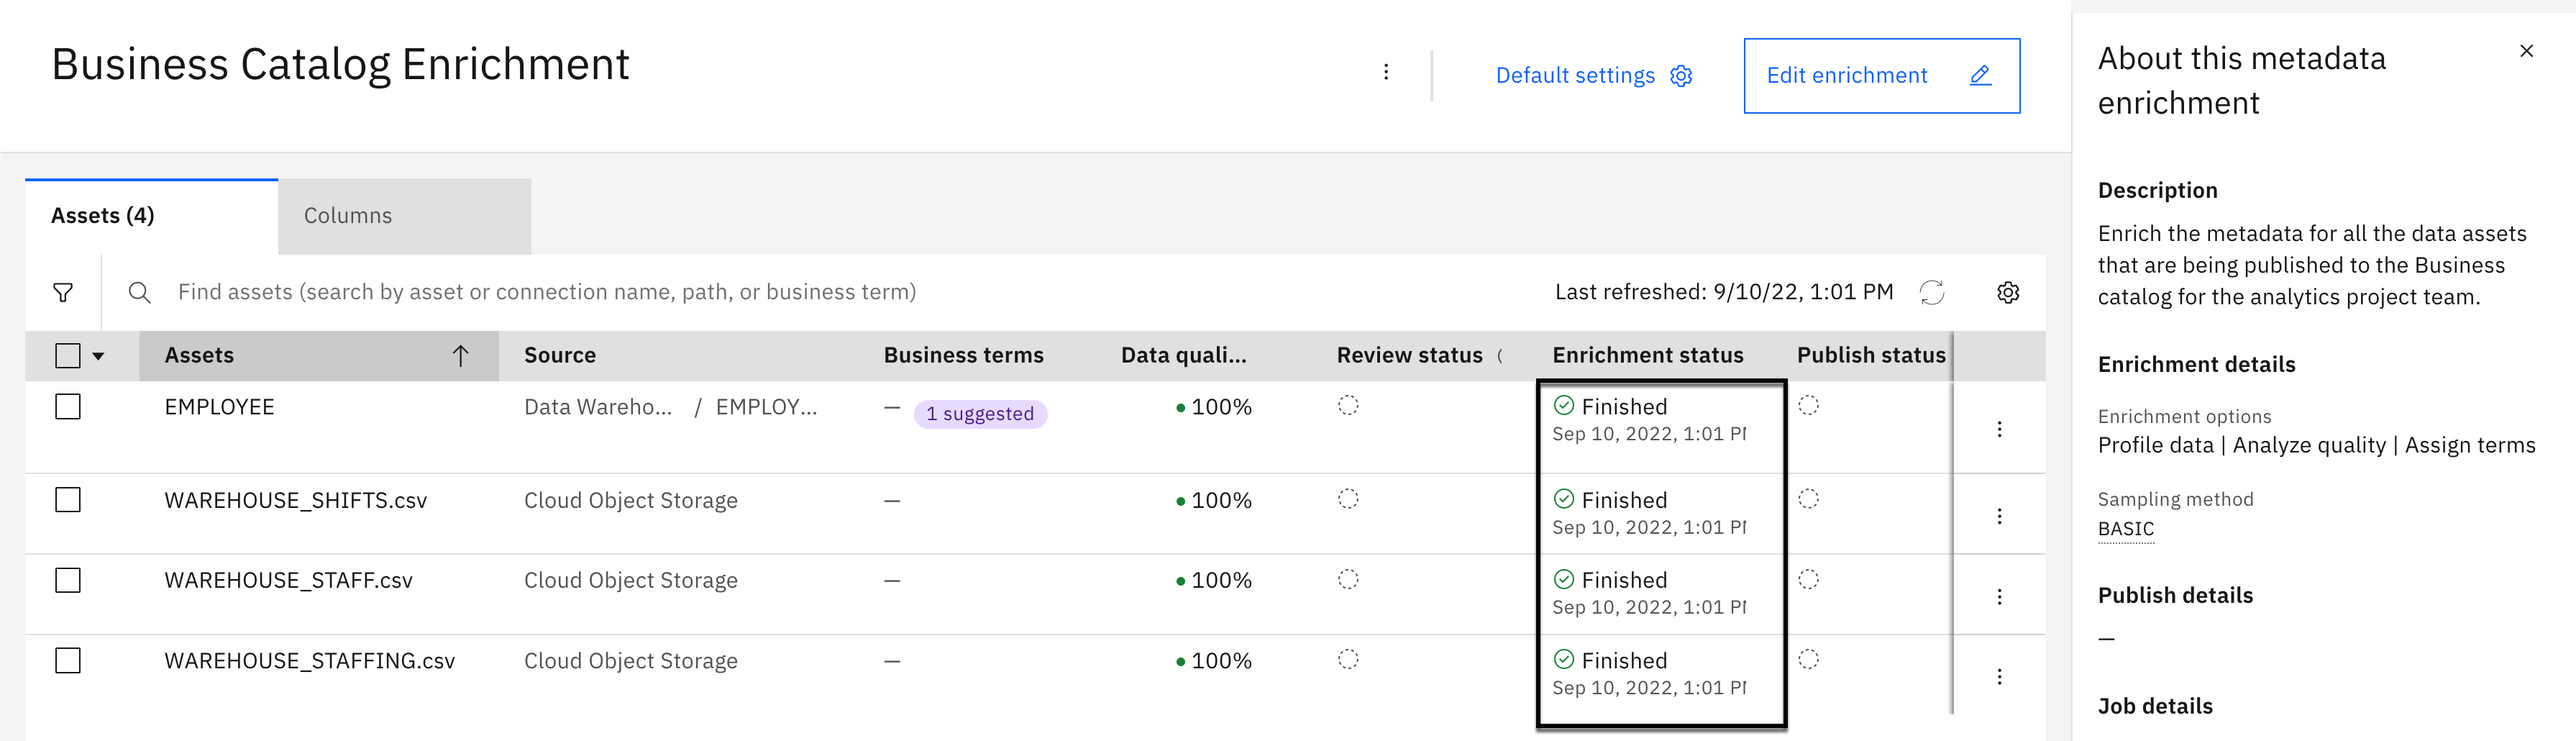 Business Catalog Enrichment
Default settings
Edit enrichment
Assets (4)
Columns
Find assets (search by asset or connection name, path, or business term)
Last refreshed: 9/10/22, 1:01 PM
Assets Source Business terms Data quali... Review status Enrichment status Publish status
EMPLOYEE Data Wareho... / EMPLOY... — 1 suggested 100% Finished
Sep 10, 2022, 1:01
WAREHOUSE_SHIFTS.csv Cloud Object Storage — 100% Finished
Sep 10, 2022, 1:01
WAREHOUSE_STAFF.csv Cloud Object Storage — 100% Finished
Sep 10, 2022, 1:01
WAREHOUSE_STAFFING.csv Cloud Object Storage — 100% Finished
Sep 10, 2022, 1:01
About this metadata
enrichment
Description
Enrich the metadata for all the data assets
that are being published to the Business
catalog for the analytics project team.
Enrichment details
Enrichment options
Profile data | Analyze quality | Assign terms
Sampling method
BASIC
Publish details
—
Job details